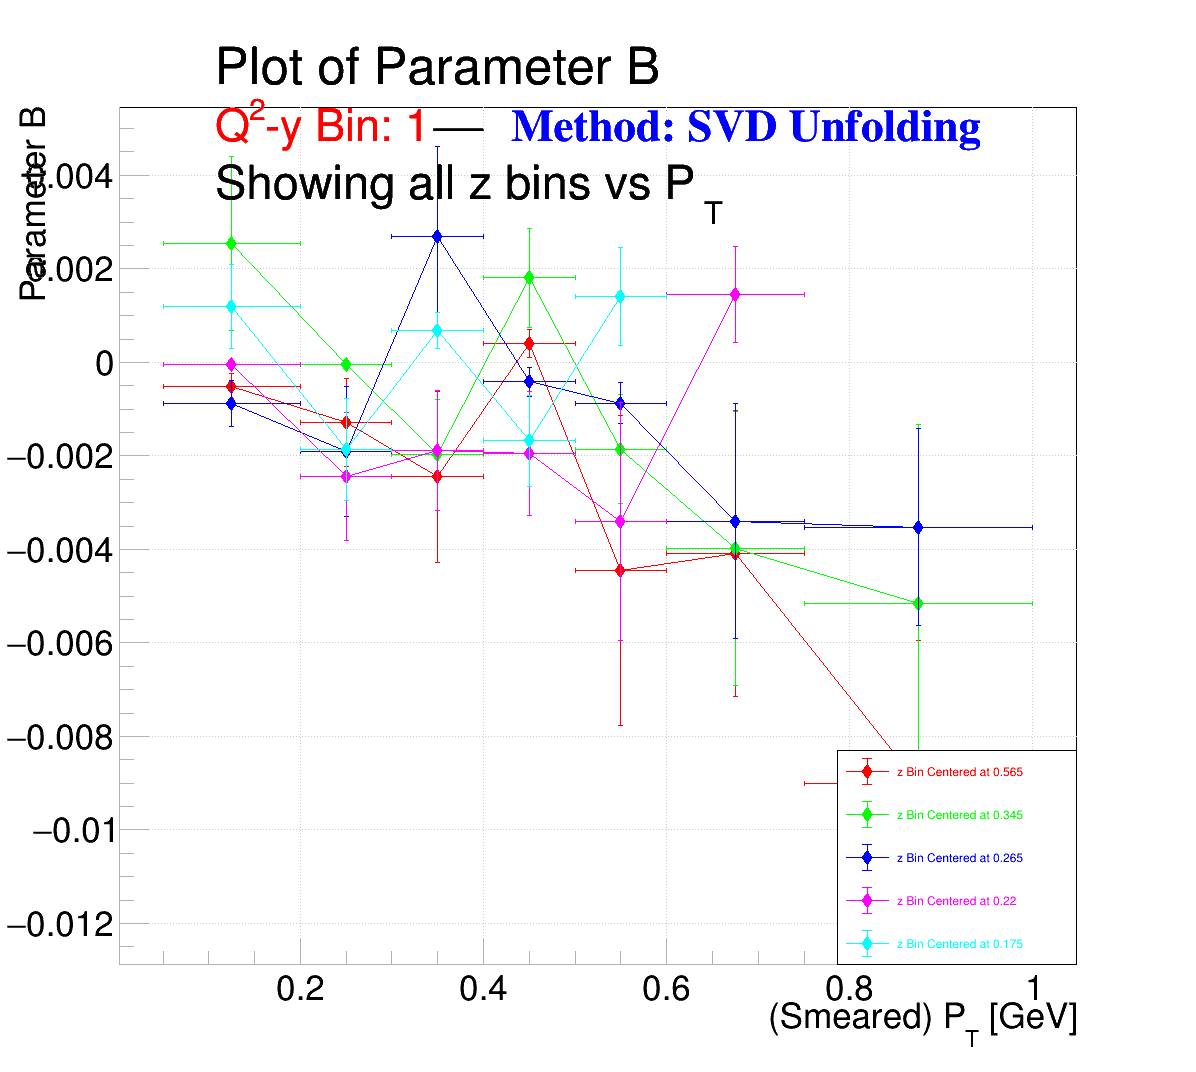 Plot of Parameter B
Q²-y Bin: 1 — Method: SVD Unfolding
Showing all z bins vs P_T
Parameter B
0.004
0.002
0
−0.002
−0.004
−0.006
−0.008
−0.01
−0.012
z Bin Centered at 0.565
z Bin Centered at 0.345
z Bin Centered at 0.265
z Bin Centered at 0.22
z Bin Centered at 0.175
0.2 0.4 0.6 0.8 1
(Smeared) P_T [GeV]